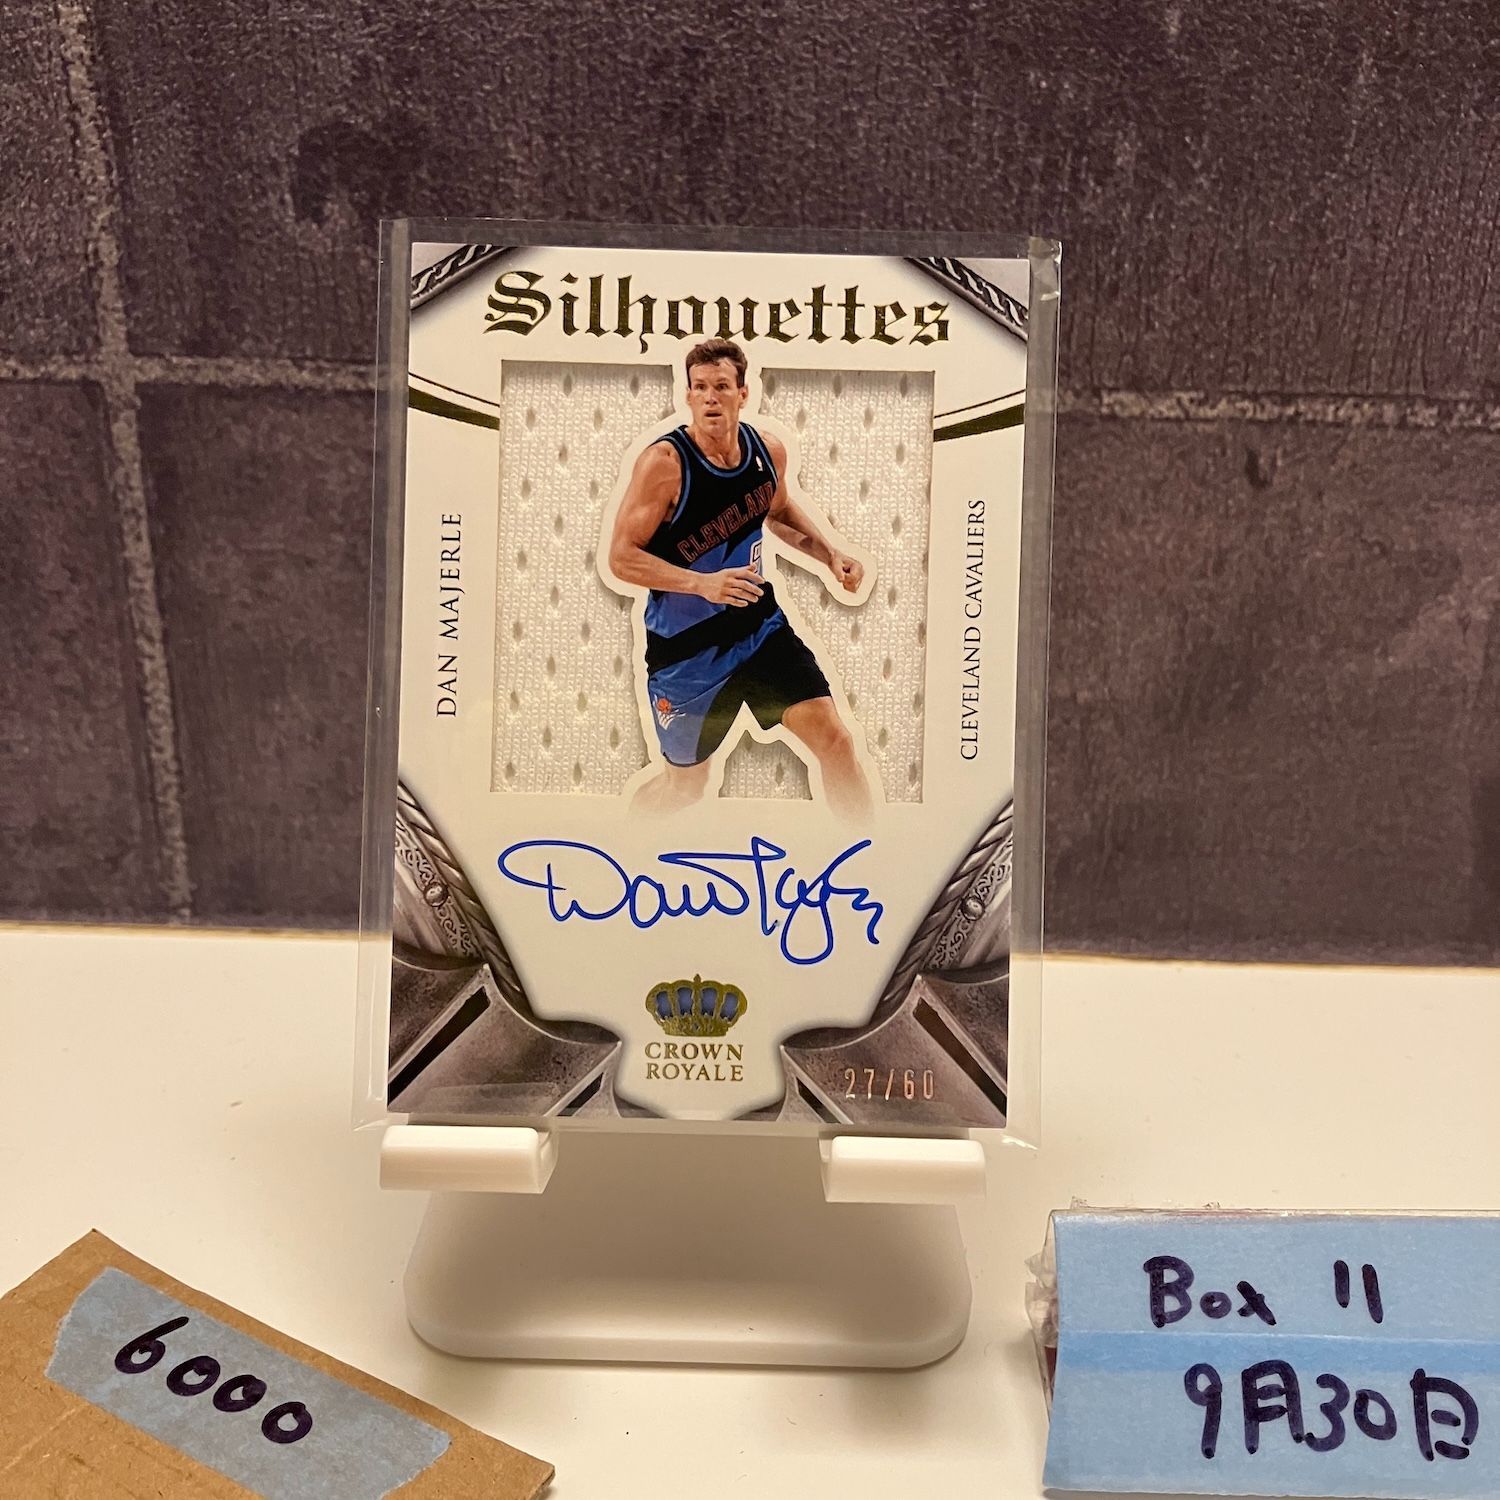 Silhouettes
DAN MAJERLE
CLEVELAND CAVALIERS
CLEVELAND
CROWN
ROYALE
27/60
6000
Box 11
9月30日